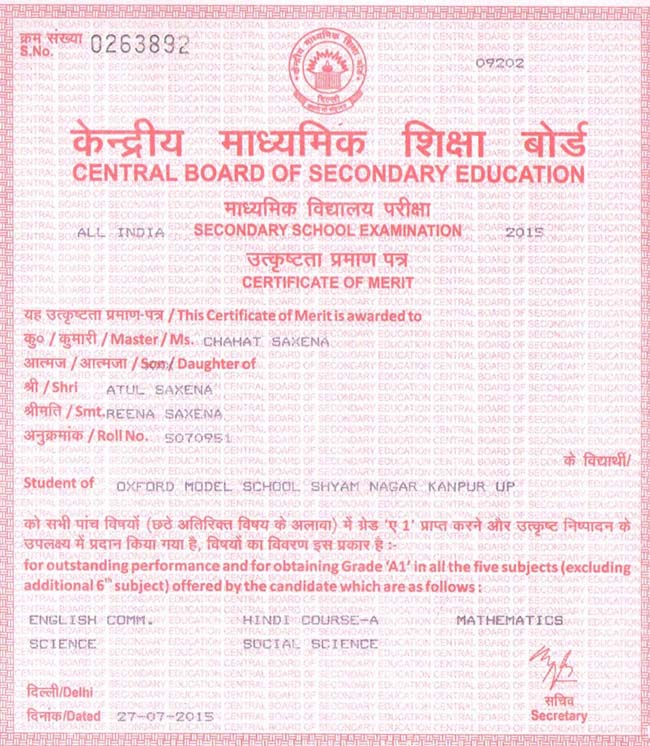 क्रम संख्या
S.No. 0263892
09202
केन्द्रीय माध्यमिक शिक्षा बोर्ड
दिल्ली
केन्द्रीय माध्यमिक शिक्षा बोर्ड
CENTRAL BOARD OF SECONDARY EDUCATION
माध्यमिक विद्यालय परीक्षा
ALL INDIA SECONDARY SCHOOL EXAMINATION 2015
उत्कृष्टता प्रमाण पत्र
CERTIFICATE OF MERIT
यह उत्कृष्टता प्रमाण-पत्र / This Certificate of Merit is awarded to
कु० / कुमारी / Master / Ms. CHAHAT SAXENA
आत्मज / आत्मजा / Son / Daughter of
श्री / Shri ATUL SAXENA
श्रीमति / Smt. REENA SAXENA
अनुक्रमांक / Roll No. 5070951
के विद्यार्थी/
Student of OXFORD MODEL SCHOOL SHYAM NAGAR KANPUR UP
को सभी पांच विषयों (छठे अतिरिक्त विषय के अलावा) में ग्रेड 'ए 1' प्राप्त करने और उत्कृष्ट निष्पादन के
उपलक्ष्य में प्रदान किया गया है, विषयों का विवरण इस प्रकार है :-
for outstanding performance and for obtaining Grade 'A1' in all the five subjects (excluding
additional 6th subject) offered by the candidate which are as follows :
ENGLISH COMM. HINDI COURSE-A MATHEMATICS
SCIENCE SOCIAL SCIENCE
दिल्ली/Delhi
सचिव
दिनांक/Dated 27-07-2015
Secretary